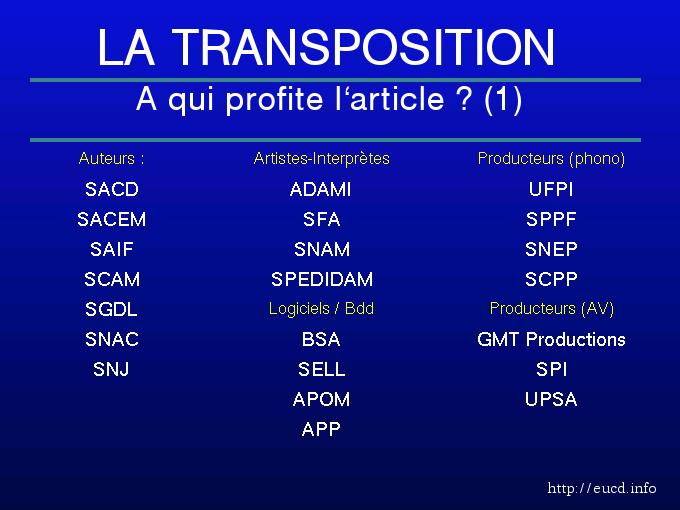 LA TRANSPOSITION
A qui profite l‘article ? (1)
Auteurs :
SACD
SACEM
SAIF
SCAM
SGDL
SNAC
SNJ
Artistes-Interprètes
ADAMI
SFA
SNAM
SPEDIDAM
Logiciels / Bdd
BSA
SELL
APOM
APP
Producteurs (phono)
UFPI
SPPF
SNEP
SCPP
Producteurs (AV)
GMT Productions
SPI
UPSA
http://eucd.info